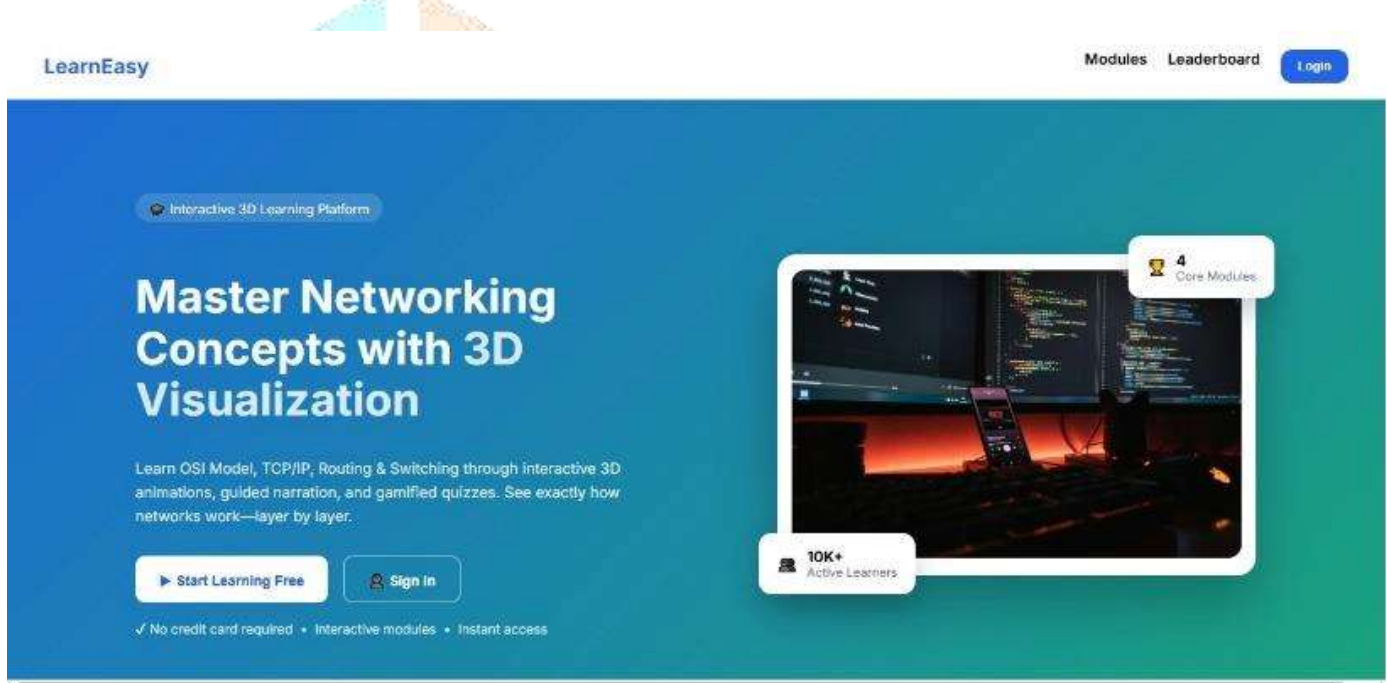 LearnEasy
Modules Leaderboard Login
Interactive 3D Learning Platform
Master Networking
Concepts with 3D
Visualization
Learn OSI Model, TCP/IP, Routing & Switching through interactive 3D
animations, guided narration, and gamified quizzes. See exactly how
networks work—layer by layer.
▶ Start Learning Free
Sign In
✓ No credit card required • Interactive modules • Instant access
4
Core Modules
10K+
Active Learners